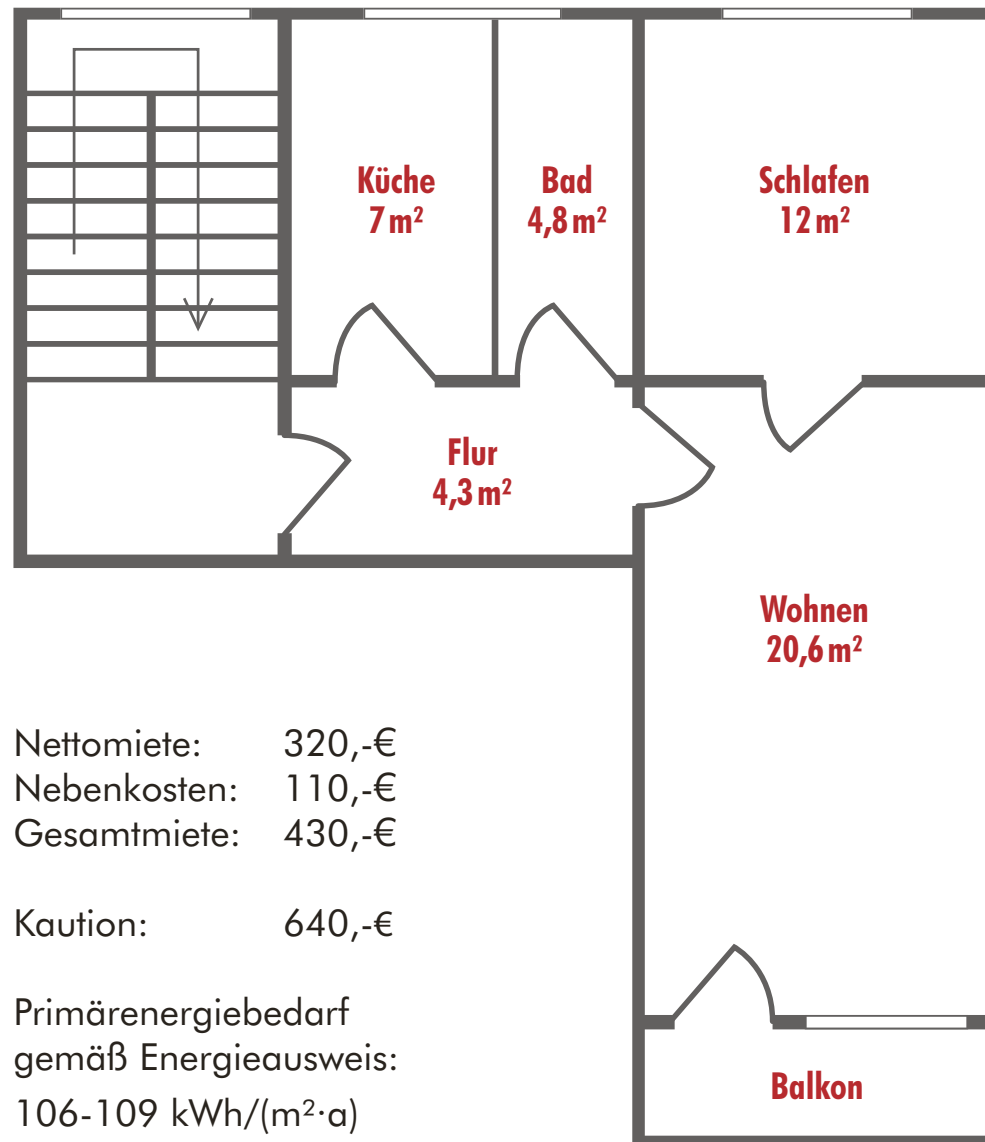 Küche
7 m²
Bad
4,8 m²
Schlafen
12 m²
Flur
4,3 m²
Wohnen
20,6 m²
Nettomiete: 320,-€
Nebenkosten: 110,-€
Gesamtmiete: 430,-€
Kaution: 640,-€
Primärenergiebedarf
gemäß Energieausweis:
106-109 kWh/(m²·a)
Balkon